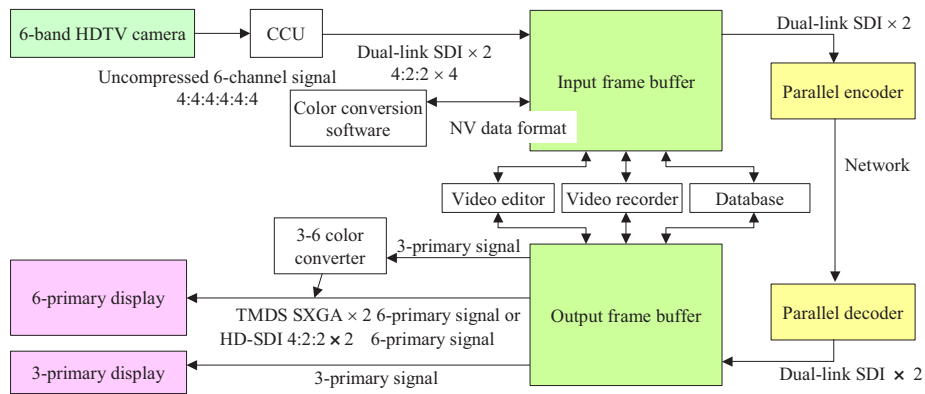 6-band HDTV camera
CCU
Dual-link SDI × 2
4:2:2 × 4
Uncompressed 6-channel signal
4:4:4:4:4:4
Color conversion
software
NV data format
Input frame buffer
Dual-link SDI × 2
Parallel encoder
Network
Video editor
Video recorder
Database
3-6 color
converter
3-primary signal
6-primary display
TMDS SXGA × 2 6-primary signal or
HD-SDI 4:2:2 × 2 6-primary signal
Output frame buffer
Parallel decoder
3-primary display
3-primary signal
Dual-link SDI × 2